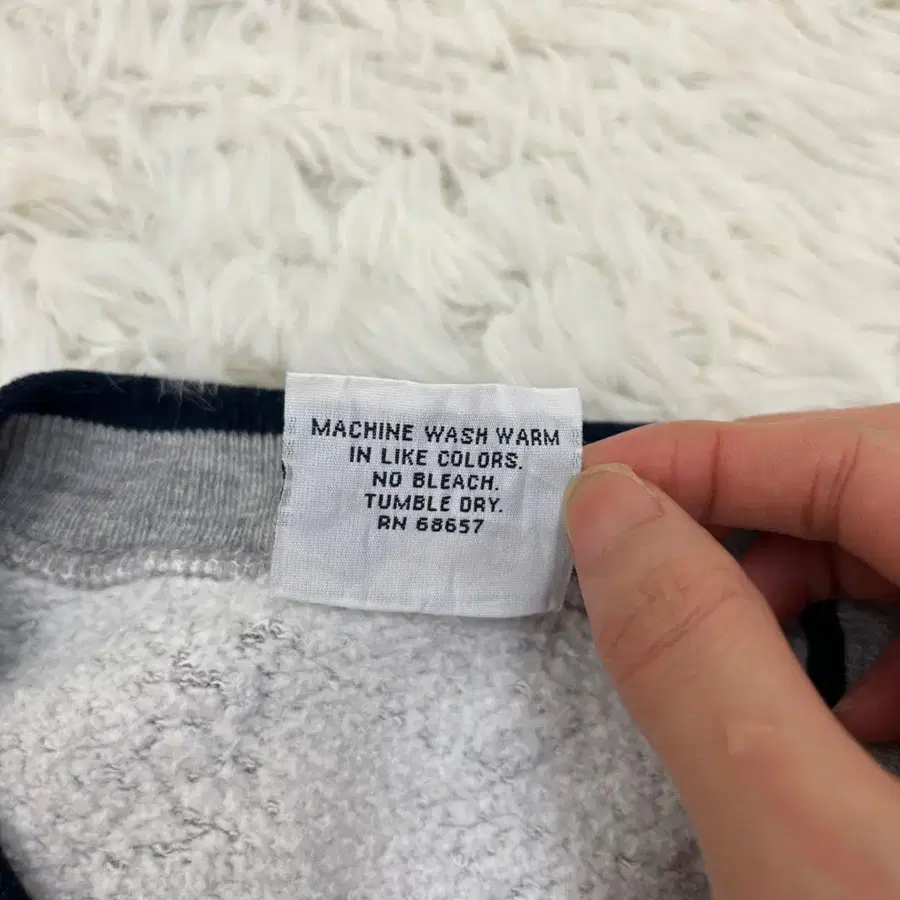 MACHINE WASH WARM
IN LIKE COLORS.
NO BLEACH.
TUMBLE DRY.
RN 68657